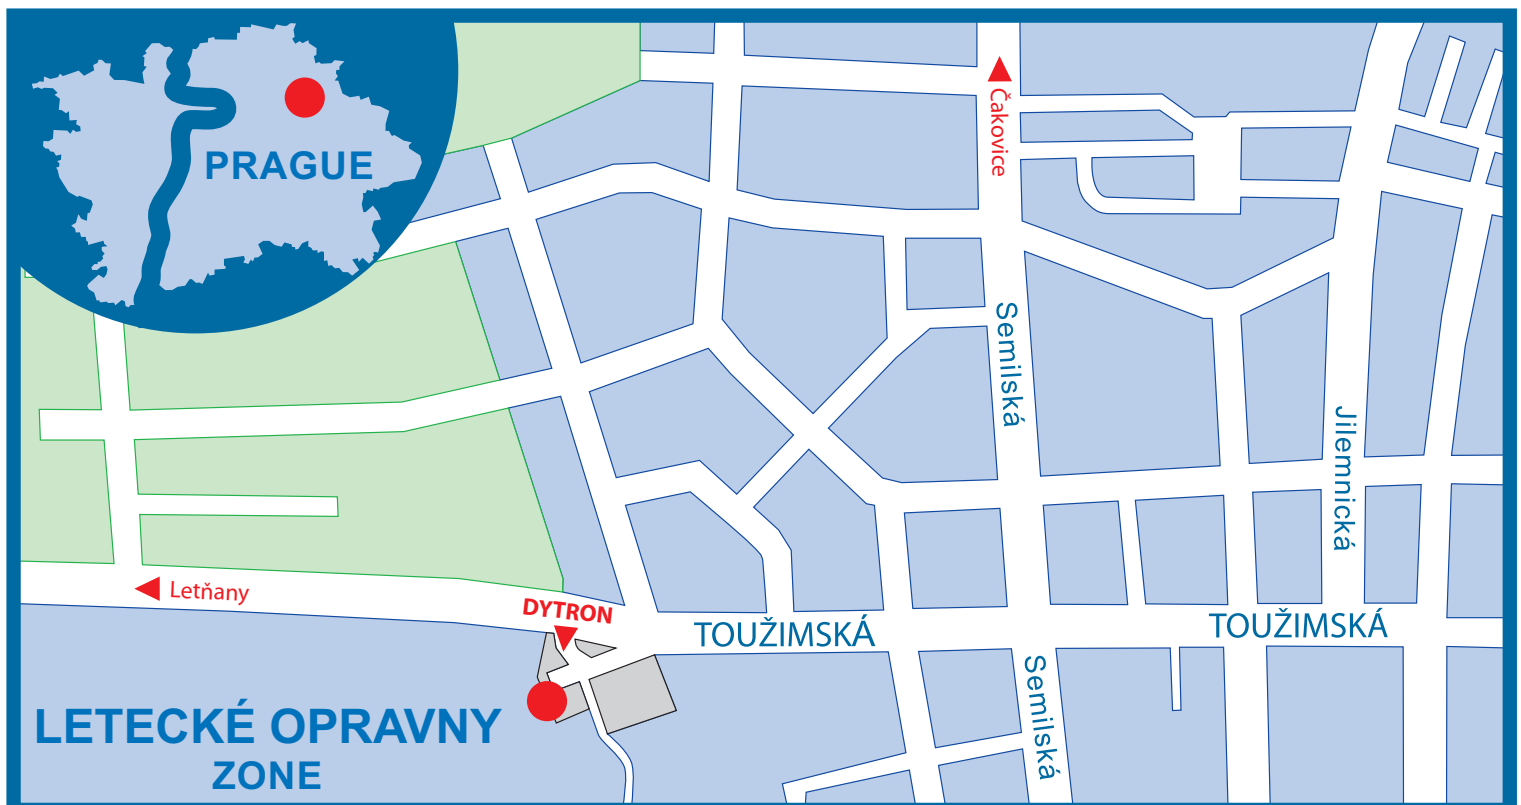 PRAGUE
Čakovice
Semilská
Jilemnická
Letňany
DYTRON
TOUŽIMSKÁ
TOUŽIMSKÁ
Semilská
LETECKÉ OPRAVNY
ZONE